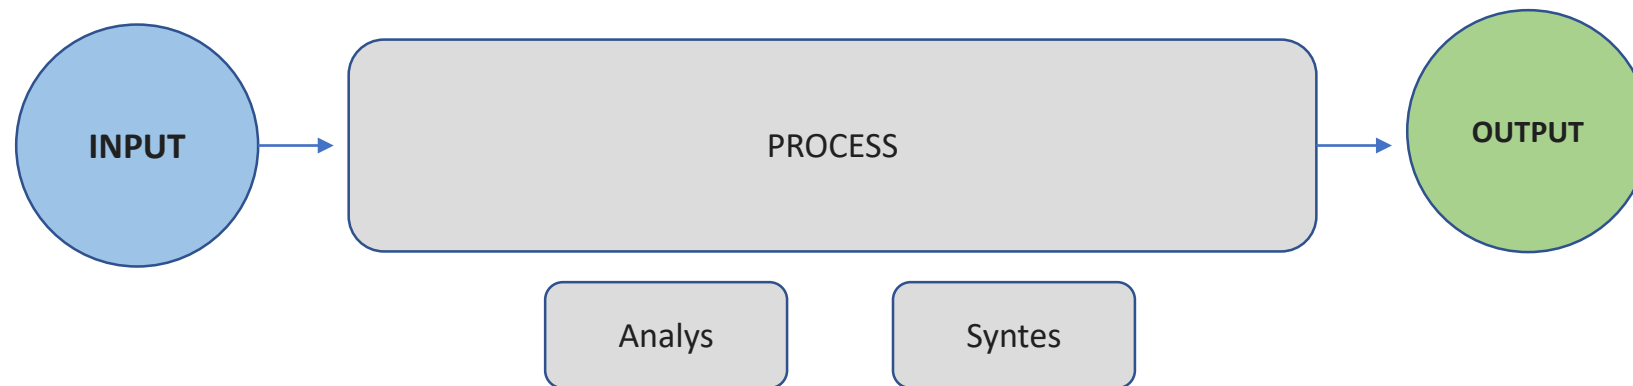 INPUT
PROCESS
OUTPUT
Analys
Syntes